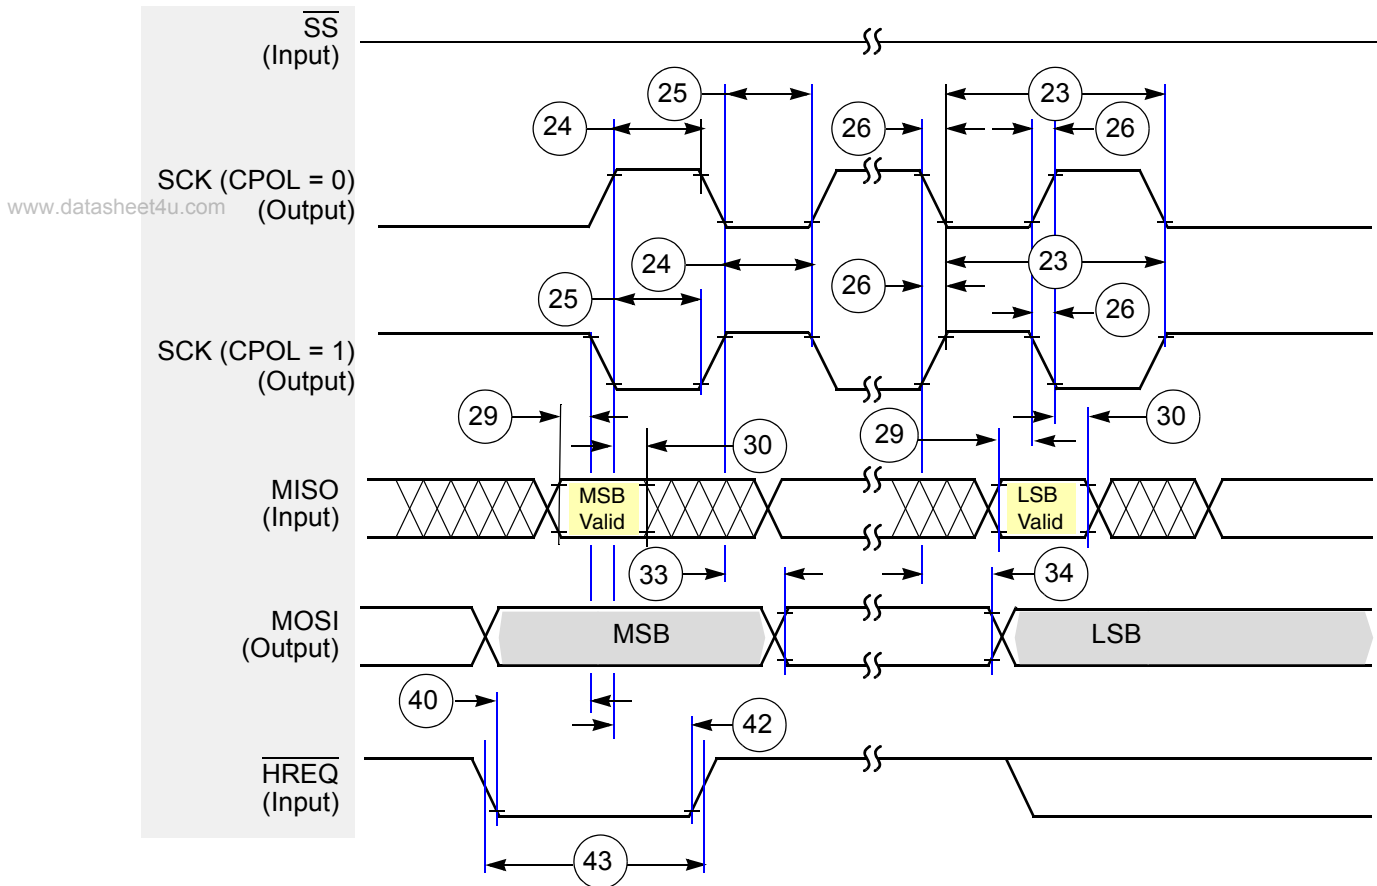 SS
(Input)
25
23
24
26
26
SCK (CPOL = 0)
(Output)
www.datasheet4u.com
24
23
25
26
26
SCK (CPOL = 1)
(Output)
29
30
29
30
MISO
(Input)
MSB
Valid
LSB
Valid
33
34
MOSI
(Output)
MSB
LSB
40
42
HREQ
(Input)
43